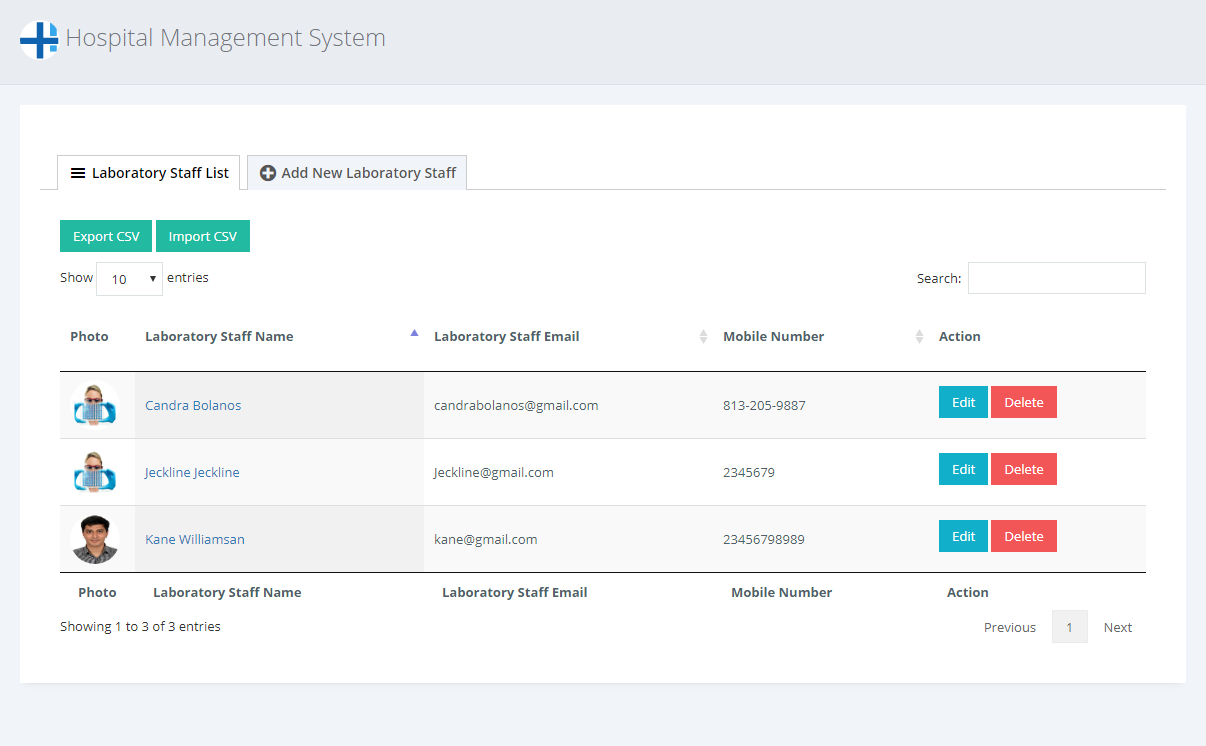 Hospital Management System
Laboratory Staff List Add New Laboratory Staff
Export CSV Import CSV
Show 10 entries Search:
Photo Laboratory Staff Name Laboratory Staff Email Mobile Number Action
Candra Bolanos candrabolanos@gmail.com 813-205-9887 Edit Delete
Jeckline Jeckline Jeckline@gmail.com 2345679 Edit Delete
Kane Williamsan kane@gmail.com 23456798989 Edit Delete
Photo Laboratory Staff Name Laboratory Staff Email Mobile Number Action
Showing 1 to 3 of 3 entries Previous 1 Next